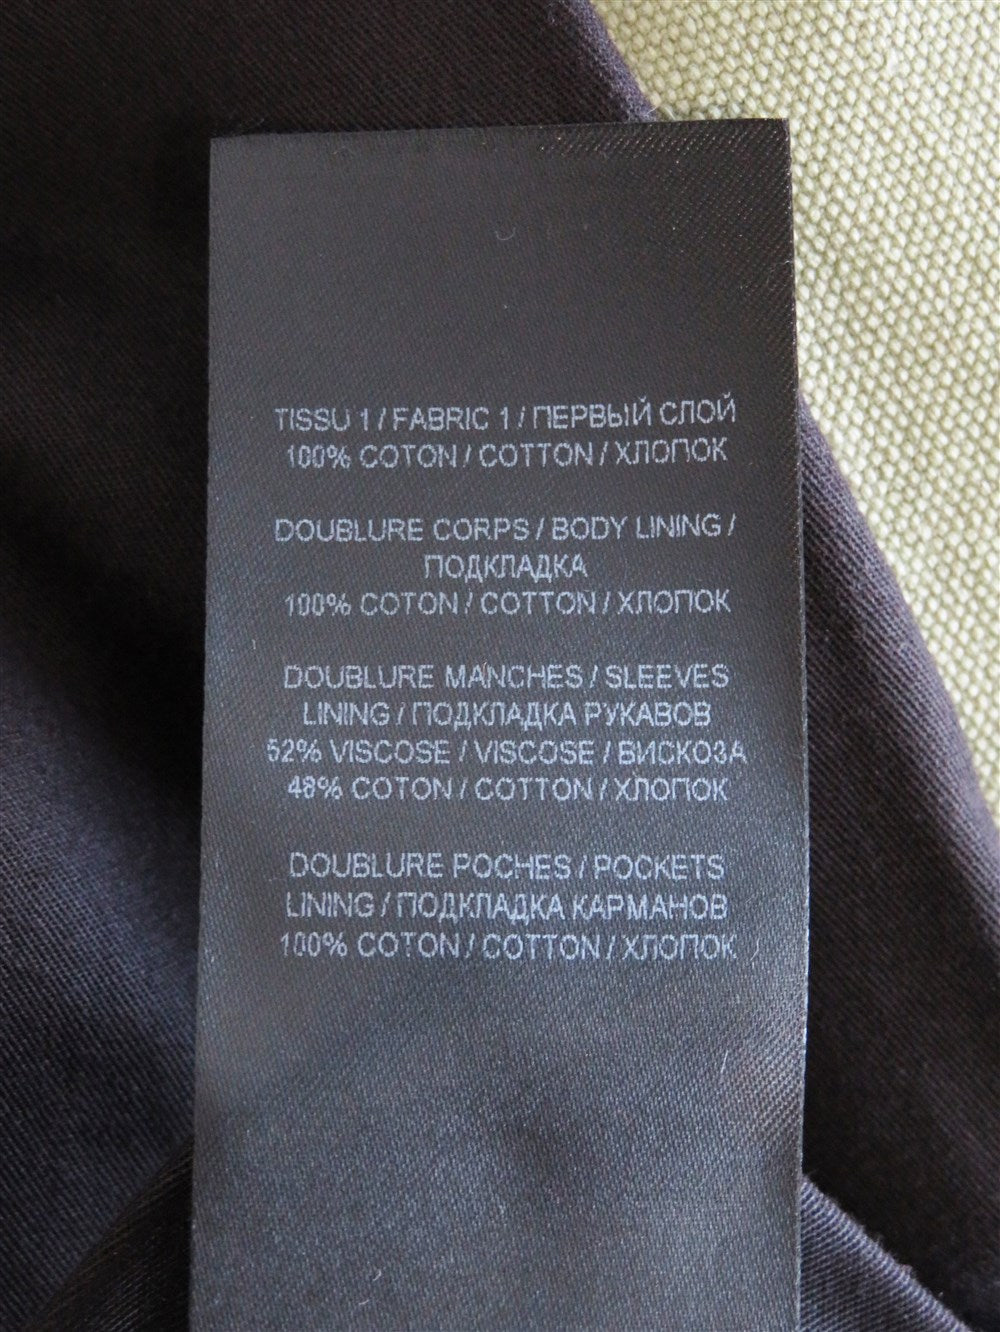 TISSU 1 / FABRIC 1 / ПЕРВЫЙ СЛОЙ
100% COTON / COTTON / ХЛОПОК
DOUBLURE CORPS / BODY LINING /
ПОДКЛАДКА
100% COTON / COTTON / ХЛОПОК
DOUBLURE MANCHES / SLEEVES
LINING / ПОДКЛАДКА РУКАВОВ
52% VISCOSE / VISCOSE / ВИСКОЗА
48% COTON / COTTON / ХЛОПОК
DOUBLURE POCHES / POCKETS
LINING / ПОДКЛАДКА КАРМАНОВ
100% COTON / COTTON / ХЛОПОК